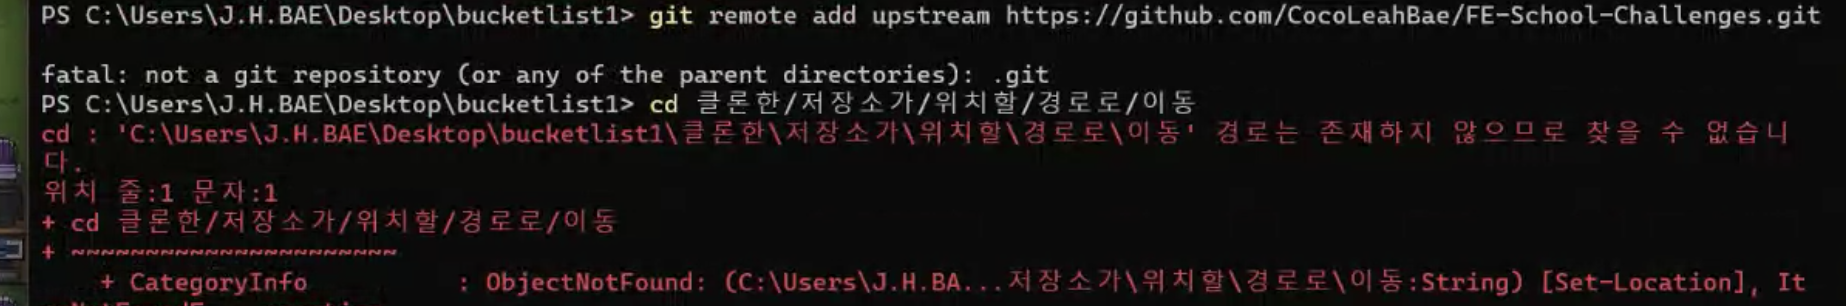 PS C:\Users\J.H.BAE\Desktop\bucketlist1> git remote add upstream https://github.com/CocoLeahBae/FE-School-Challenges.git
fatal: not a git repository (or any of the parent directories): .git
PS C:\Users\J.H.BAE\Desktop\bucketlist1> cd 클론한/저장소가/위치할/경로로/이동
cd : 'C:\Users\J.H.BAE\Desktop\bucketlist1\클론한\저장소가\위치할\경로로\이동' 경로는 존재하지 않으므로 찾을 수 없습니
다.
위치 줄:1 문자:1
+ cd 클론한/저장소가/위치할/경로로/이동
+ ~~~~~~~~~~~~~~~~~~~~~~
+ CategoryInfo : ObjectNotFound: (C:\Users\J.H.BA...저장소가\위치할\경로로\이동:String) [Set-Location], It